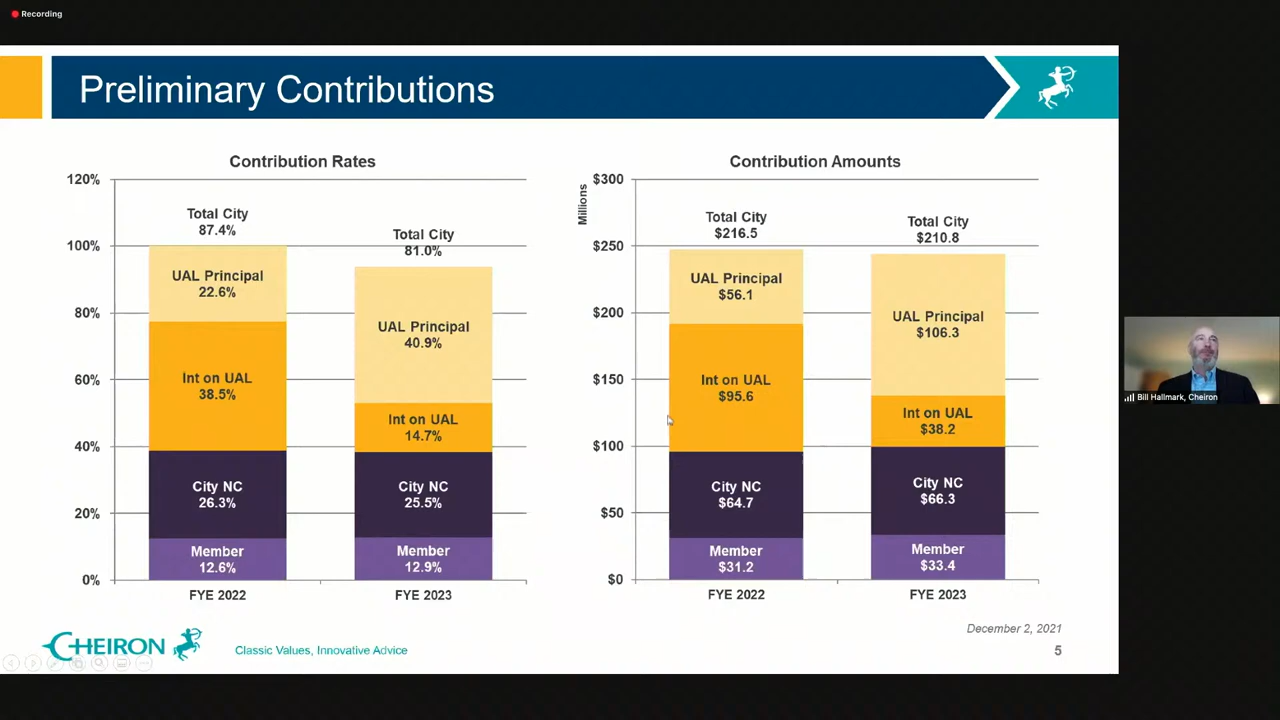 Recording
Preliminary Contributions
Contribution Rates
120%
100%
80%
60%
40%
20%
0%
Total City
87.4%
UAL Principal
22.6%
Int on UAL
38.5%
City NC
26.3%
Member
12.6%
FYE 2022
Total City
81.0%
UAL Principal
40.9%
Int on UAL
14.7%
City NC
25.5%
Member
12.9%
FYE 2023
Contribution Amounts
Millions
$300
$250
$200
$150
$100
$50
$0
Total City
$216.5
UAL Principal
$56.1
Int on UAL
$95.6
City NC
$64.7
Member
$31.2
FYE 2022
Total City
$210.8
UAL Principal
$106.3
Int on UAL
$38.2
City NC
$66.3
Member
$33.4
FYE 2023
Bill Hallmark, Cheiron
December 2, 2021
CHEIRON
Classic Values, Innovative Advice
5